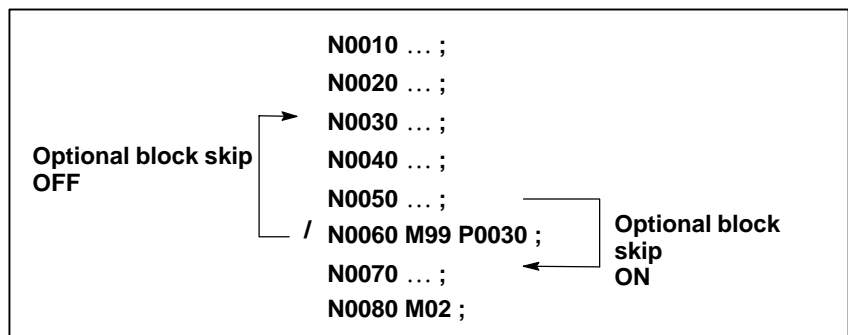 N0010 … ;
N0020 … ;
N0030 … ;
N0040 … ;
Optional block skip
OFF
N0050 … ;
/ N0060 M99 P0030 ;
Optional block
skip
ON
N0070 … ;
N0080 M02 ;